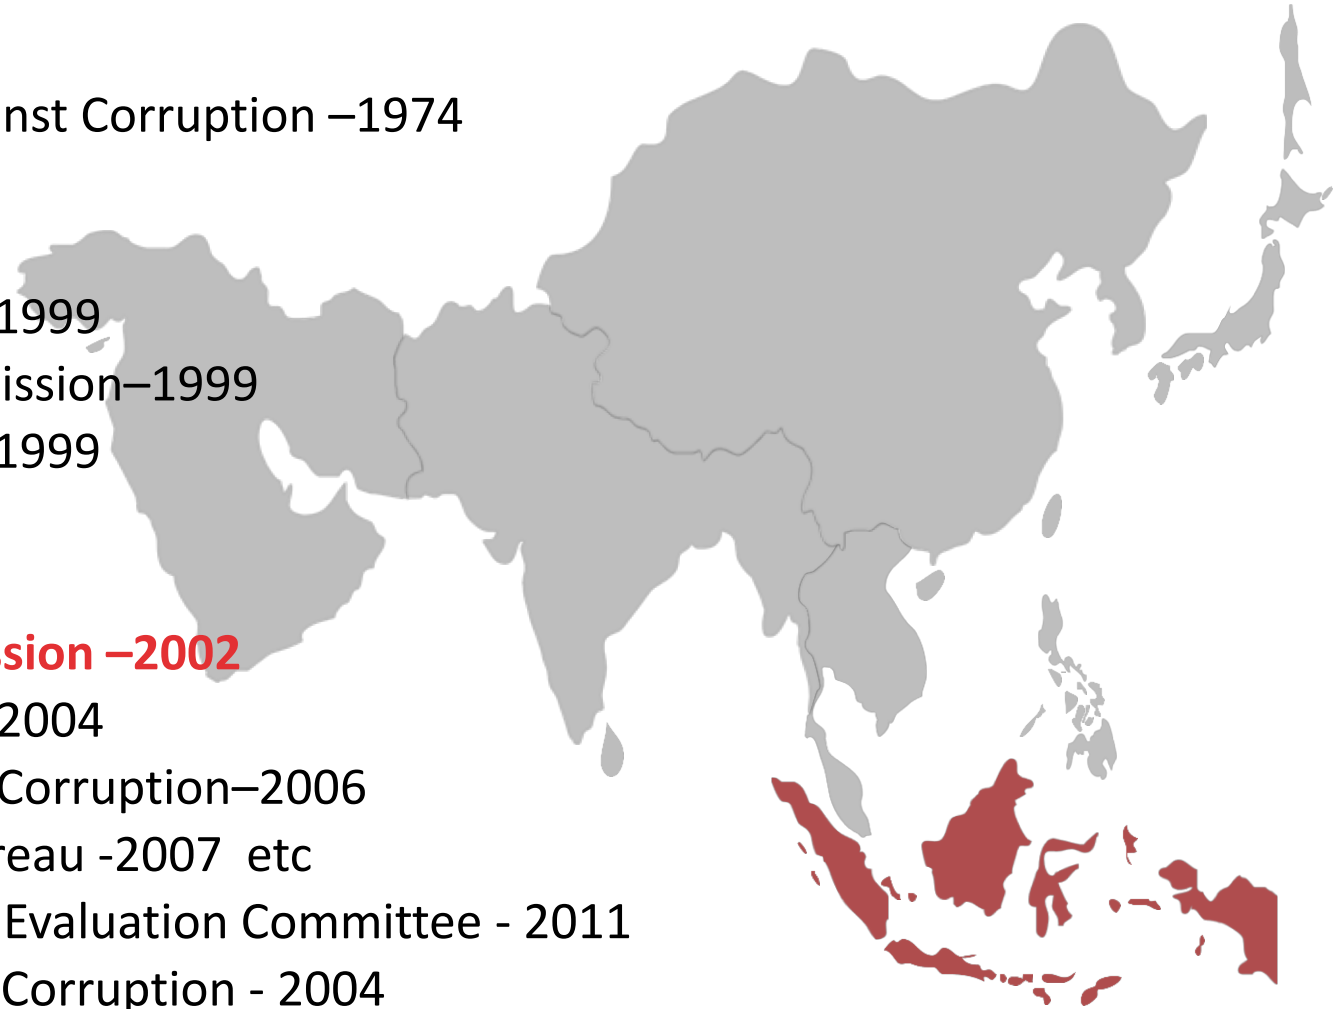 nst Corruption –1974
1999
ission–1999
1999
ssion –2002
2004
Corruption–2006
reau -2007 etc
Evaluation Committee - 2011
Corruption - 2004